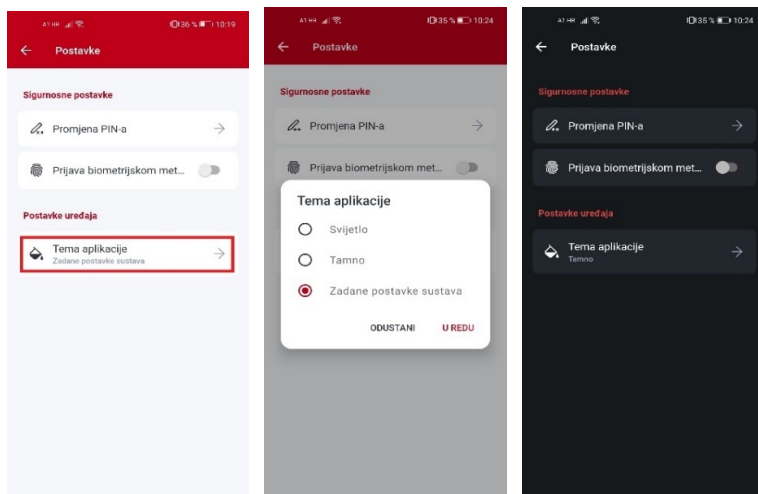 A1 HR 36 % 10:19
Postavke
Sigurnosne postavke
Promjena PIN-a
Prijava biometrijskom met...
Postavke uređaja
Tema aplikacije
Zadane postavke sustava
A1 HR 35 % 10:24
Postavke
Sigurnosne postavke
Promjena PIN-a
Prijava biometrijskom met...
Tema aplikacije
Svijetlo
Tamno
Zadane postavke sustava
ODUSTANI U REDU
A1 HR 35 % 10:24
Postavke
Sigurnosne postavke
Promjena PIN-a
Prijava biometrijskom met...
Postavke uređaja
Tema aplikacije
Tamno